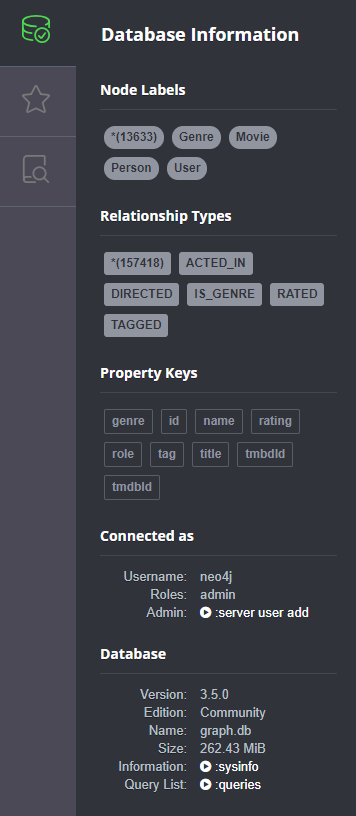 Database Information
Node Labels
*(13633) Genre Movie
Person User
Relationship Types
*(157418) ACTED_IN
DIRECTED IS_GENRE RATED
TAGGED
Property Keys
genre id name rating
role tag title tmbdId
tmdbId
Connected as
Username: neo4j
Roles: admin
Admin: :server user add
Database
Version: 3.5.0
Edition: Community
Name: graph.db
Size: 262.43 MiB
Information: :sysinfo
Query List: :queries